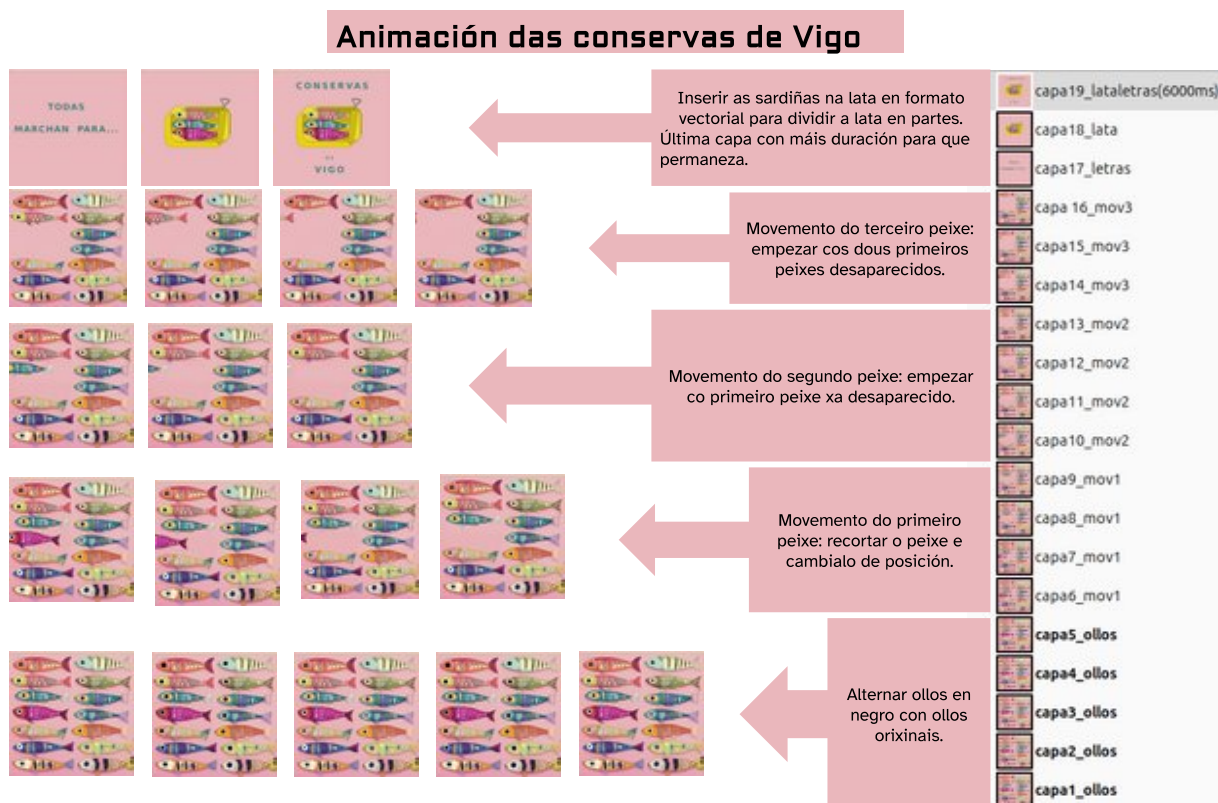 Animación das conservas de Vigo
TODAS
MARCHAN PARA...
CONSERVAS
VIGO
Inserir as sardiñas na lata en formato
vectorial para dividir a lata en partes.
Última capa con máis duración para que
permaneza.
Movemento do terceiro peixe:
empezar cos dous primeiros
peixes desaparecidos.
Movemento do segundo peixe: empezar
co primeiro peixe xa desaparecido.
Movemento do primeiro
peixe: recortar o peixe e
cambialo de posición.
Alternar ollos en
negro con ollos
orixinais.
capa19_lataletras(6000ms)
capa18_lata
capa17_letras
capa 16_mov3
capa15_mov3
capa14_mov3
capa13_mov2
capa12_mov2
capa11_mov2
capa10_mov2
capa9_mov1
capa8_mov1
capa7_mov1
capa6_mov1
capa5_ollos
capa4_ollos
capa3_ollos
capa2_ollos
capa1_ollos